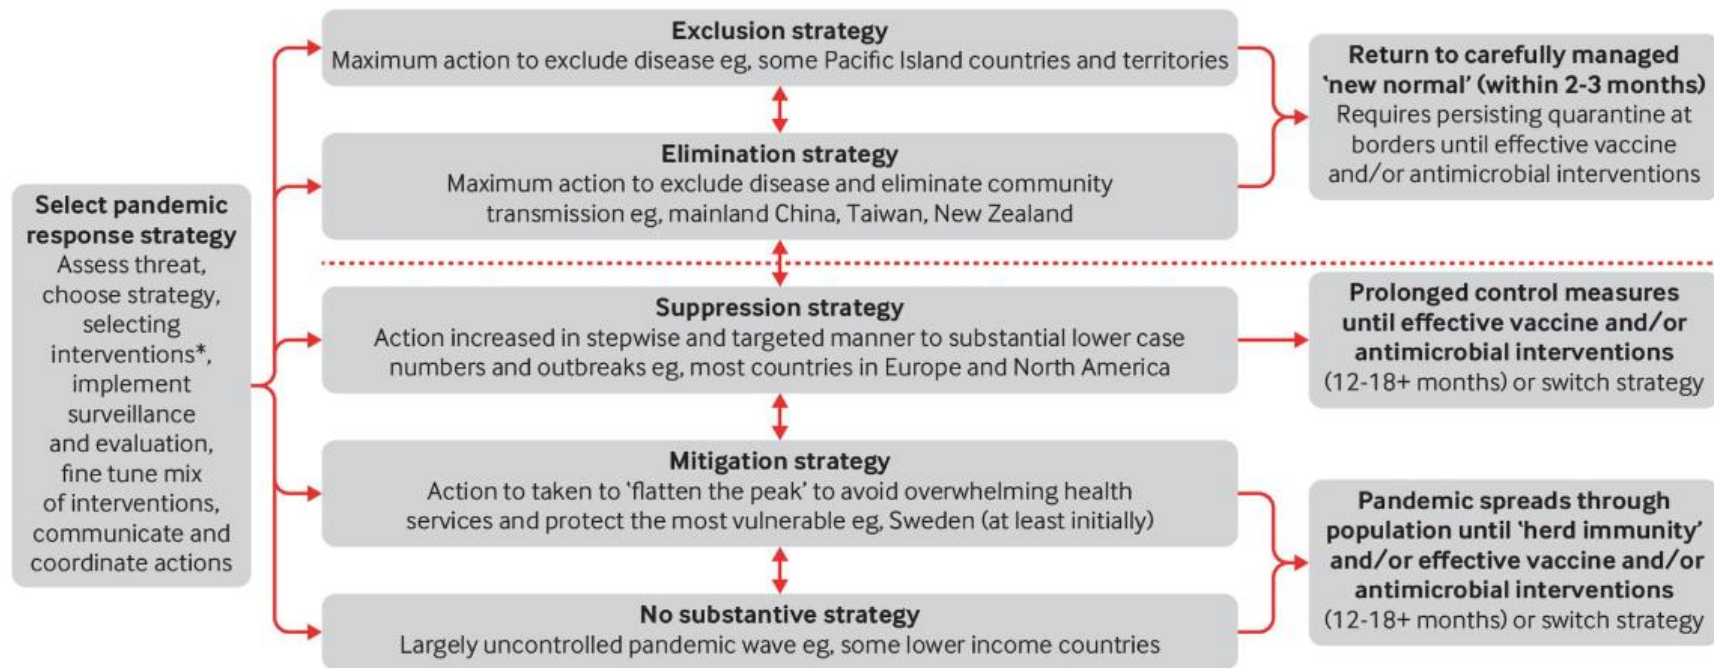 Select pandemic
response strategy
Assess threat,
choose strategy,
selecting
interventions*,
implement
surveillance
and evaluation,
fine tune mix
of interventions,
communicate and
coordinate actions
Exclusion strategy
Maximum action to exclude disease eg, some Pacific Island countries and territories
Elimination strategy
Maximum action to exclude disease and eliminate community
transmission eg, mainland China, Taiwan, New Zealand
Return to carefully managed
‘new normal’ (within 2-3 months)
Requires persisting quarantine at
borders until effective vaccine
and/or antimicrobial interventions
Suppression strategy
Action increased in stepwise and targeted manner to substantial lower case
numbers and outbreaks eg, most countries in Europe and North America
Prolonged control measures
until effective vaccine and/or
antimicrobial interventions
(12-18+ months) or switch strategy
Mitigation strategy
Action to taken to ‘flatten the peak’ to avoid overwhelming health
services and protect the most vulnerable eg, Sweden (at least initially)
No substantive strategy
Largely uncontrolled pandemic wave eg, some lower income countries
Pandemic spreads through
population until ‘herd immunity’
and/or effective vaccine and/or
antimicrobial interventions
(12-18+ months) or switch strategy